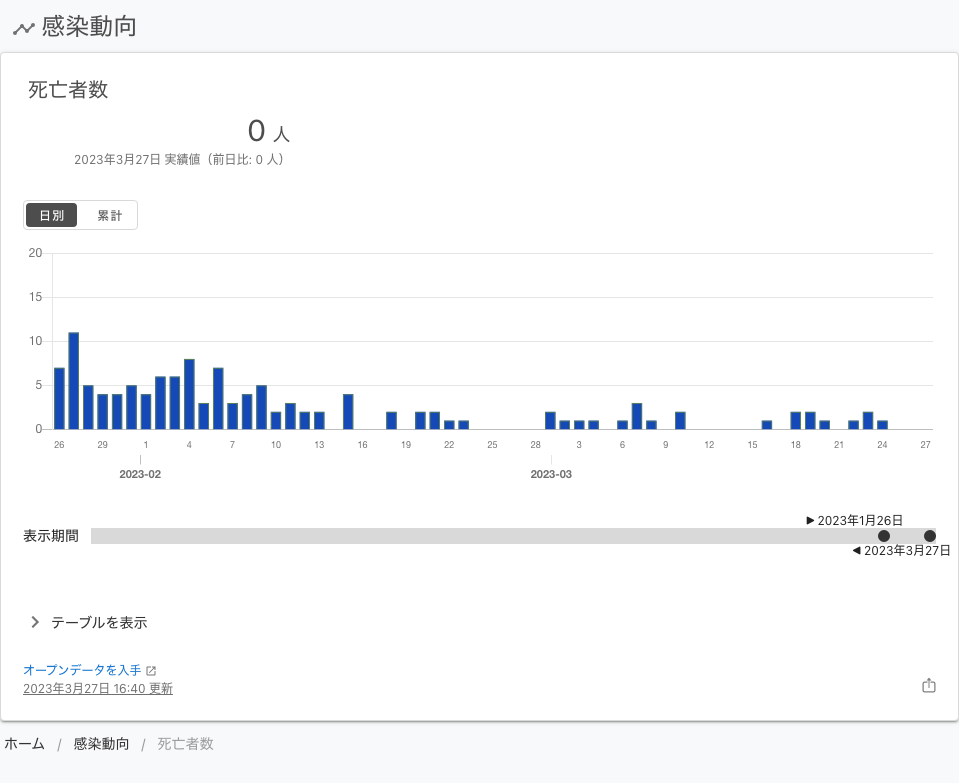 感染動向
死亡者数
0 人
2023年3月27日 実績値（前日比: 0 人）
日別 累計
20
15
10
5
0
26 29 1 4 7 10 13 16 19 22 25 28 3 6 9 12 15 18 21 24 27
2023-02 2023-03
▶ 2023年1月26日
表示期間
◀ 2023年3月27日
テーブルを表示
オープンデータを入手
2023年3月27日 16:40 更新
ホーム / 感染動向 / 死亡者数